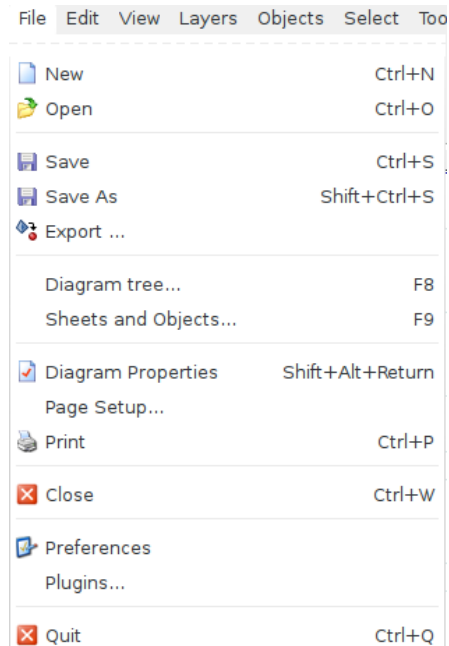 File Edit View Layers Objects Select Too
New Ctrl+N
Open Ctrl+O
Save Ctrl+S
Save As Shift+Ctrl+S
Export ...
Diagram tree... F8
Sheets and Objects... F9
Diagram Properties Shift+Alt+Return
Page Setup...
Print Ctrl+P
Close Ctrl+W
Preferences
Plugins...
Quit Ctrl+Q